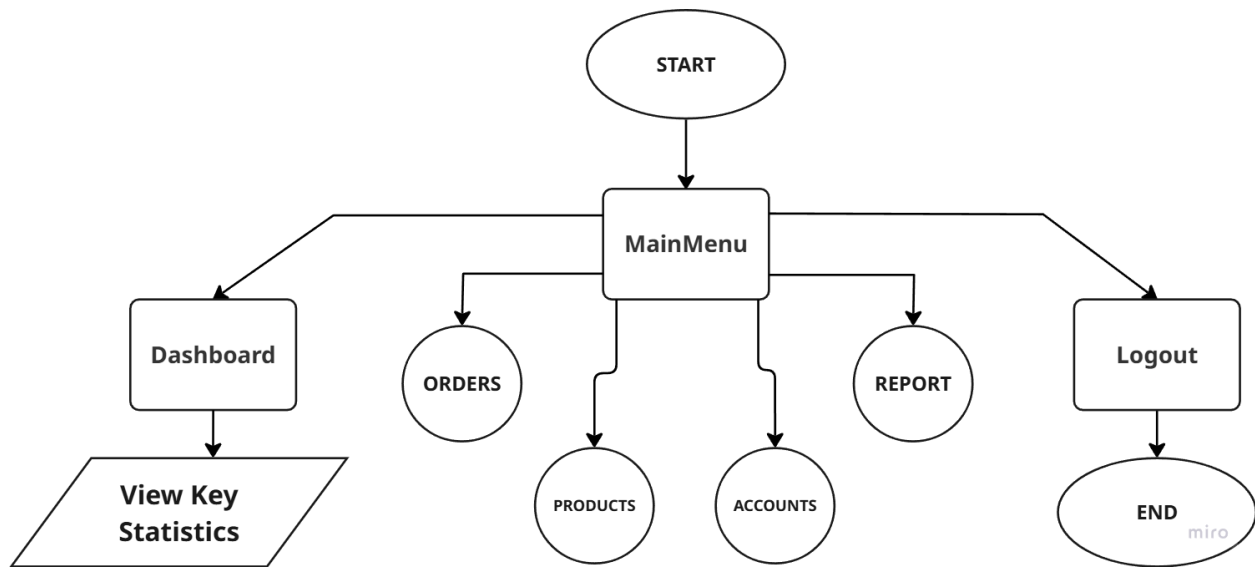 START
MainMenu
Dashboard
ORDERS
REPORT
Logout
PRODUCTS
ACCOUNTS
View Key
Statistics
END
miro